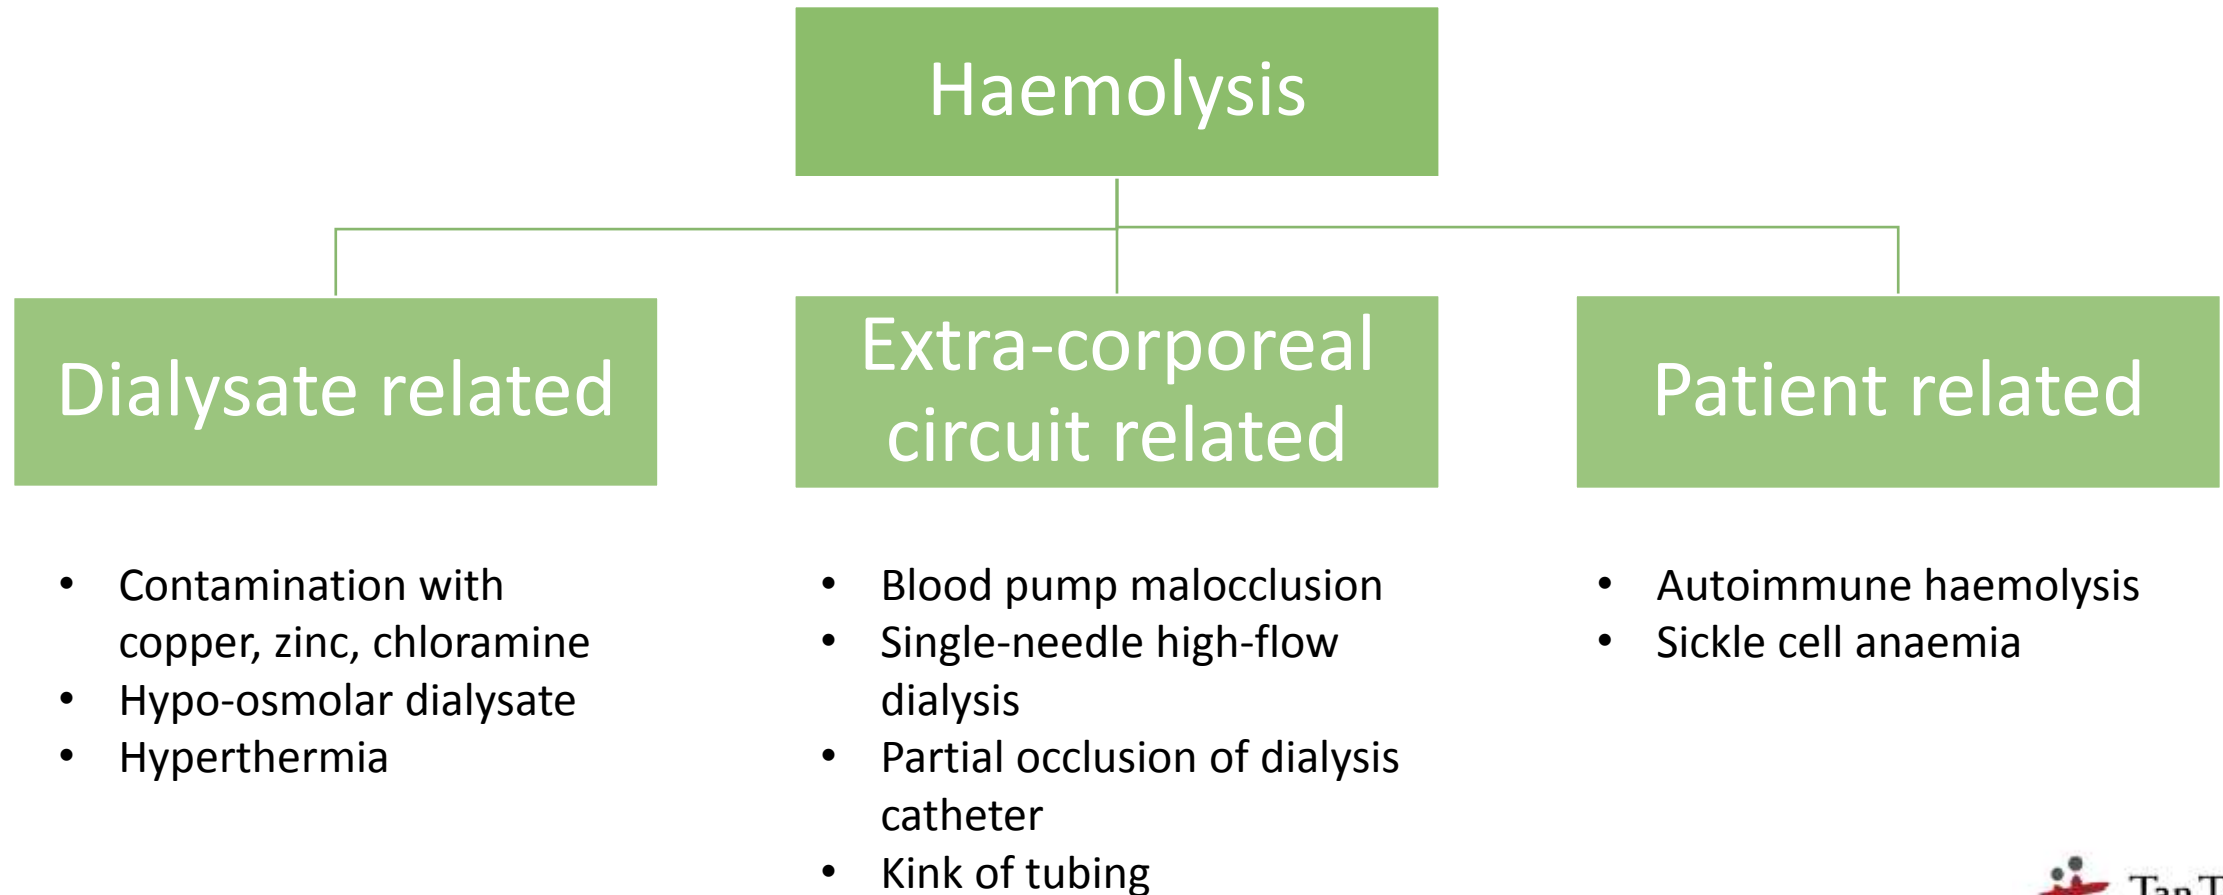 Haemolysis
Dialysate related
Extra-corporeal
circuit related
Patient related
• Contamination with
copper, zinc, chloramine
• Hypo-osmolar dialysate
• Hyperthermia
• Blood pump malocclusion
• Single-needle high-flow
dialysis
• Partial occlusion of dialysis
catheter
• Kink of tubing
• Autoimmune haemolysis
• Sickle cell anaemia
Tan T